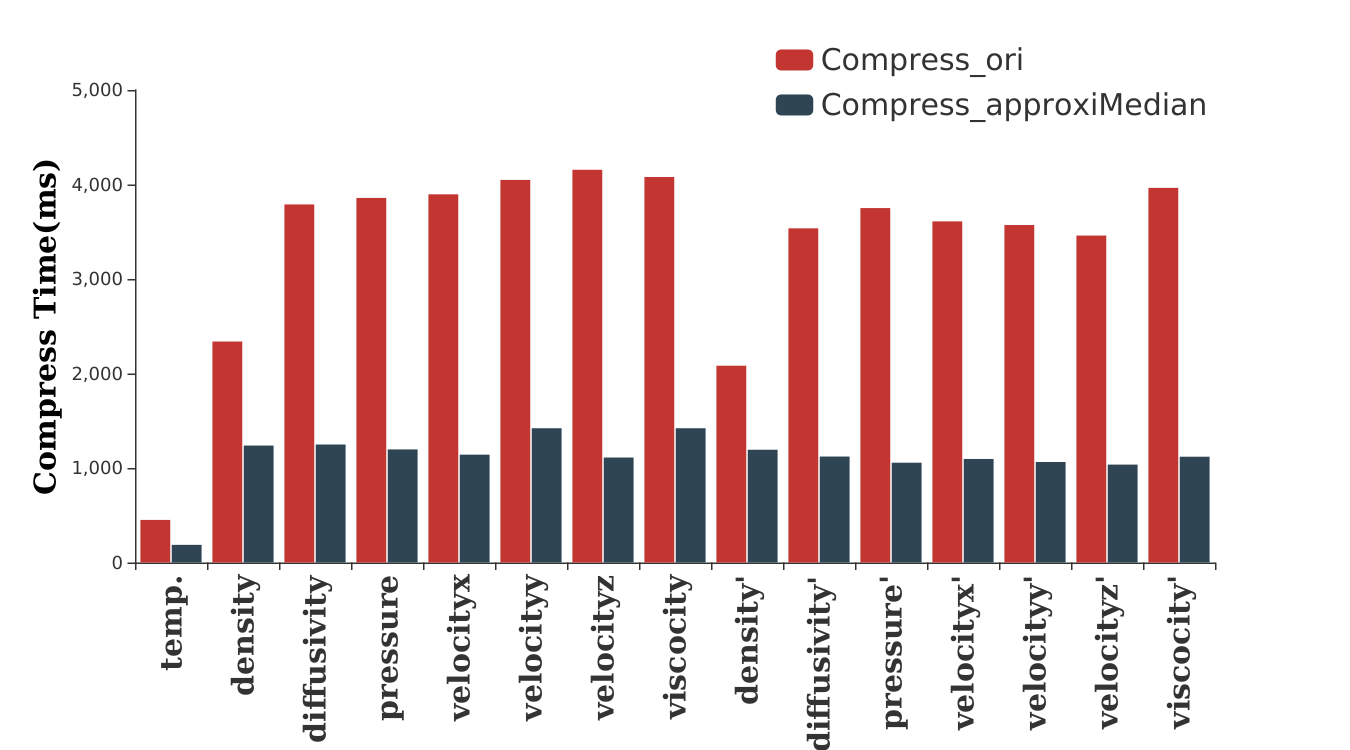 Compress_ori
Compress_approxiMedian
Compress Time(ms)
5,000
4,000
3,000
2,000
1,000
0
temp.
density
diffusivity
pressure
velocityx
velocityy
velocityz
viscocity
density'
diffusivity'
pressure'
velocityx'
velocityy'
velocityz'
viscocity'